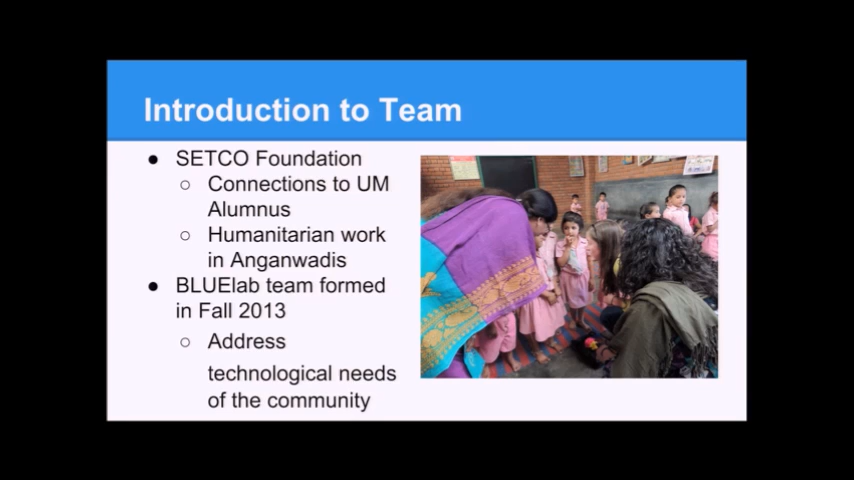 Introduction to Team
● SETCO Foundation
○ Connections to UM
Alumnus
○ Humanitarian work
in Anganwadis
● BLUElab team formed
in Fall 2013
○ Address
technological needs
of the community